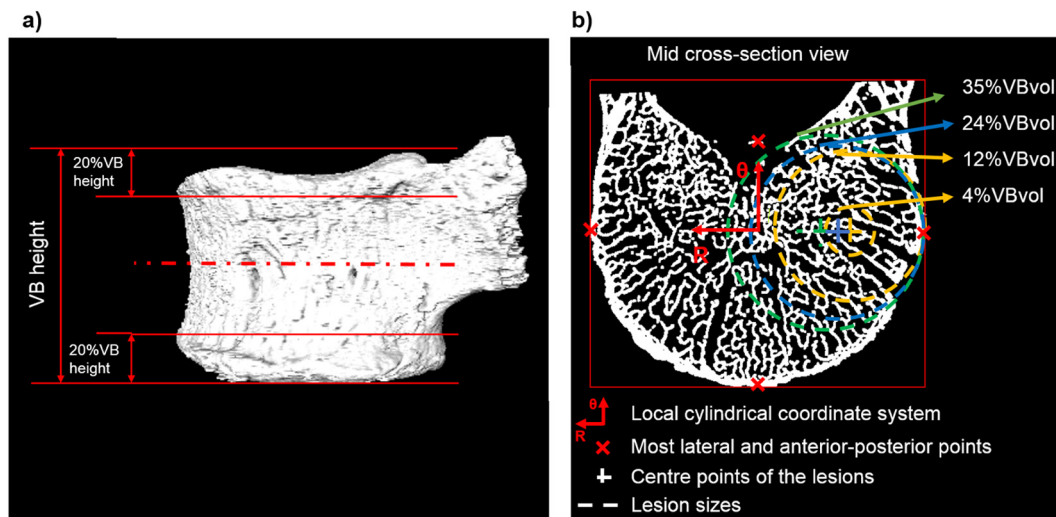 a)
20%VB
height
VB height
20%VB
height
b)
Mid cross-section view
35%VBvol
24%VBvol
12%VBvol
4%VBvol
θ
R
θ
R
Local cylindrical coordinate system
Most lateral and anterior-posterior points
Centre points of the lesions
Lesion sizes